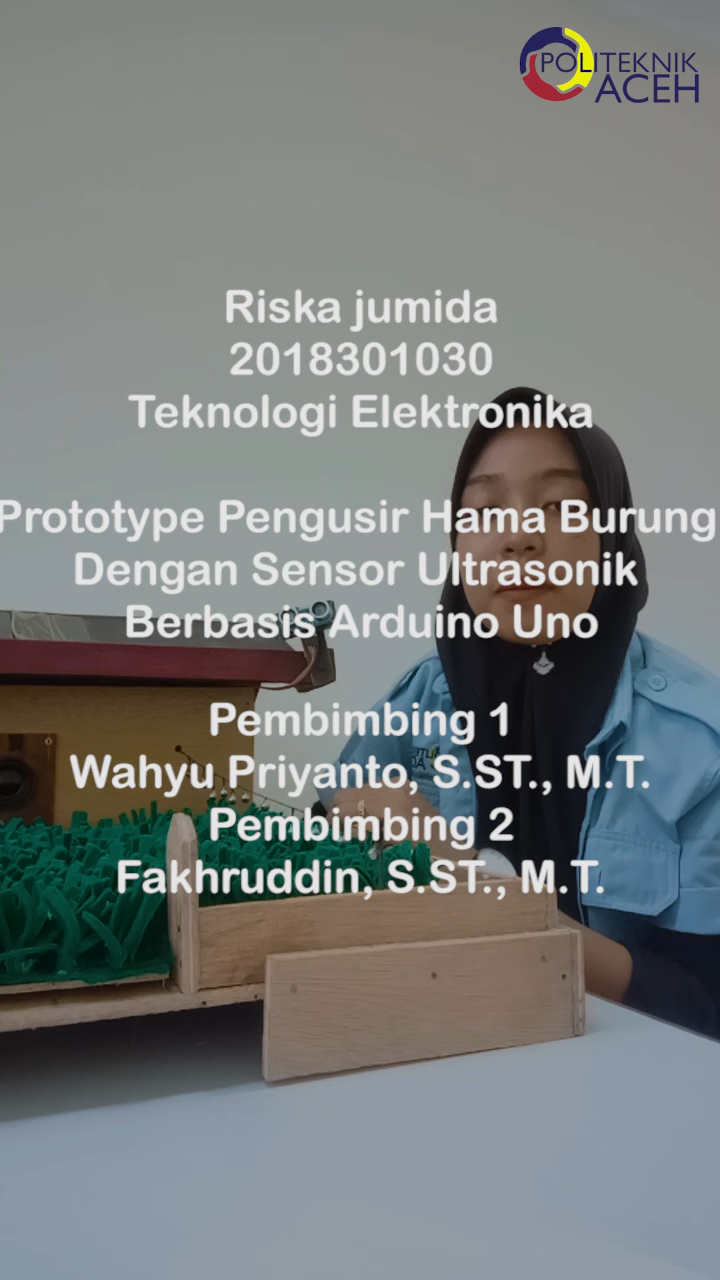 POLITEKNIK
ACEH
Riska jumida
2018301030
Teknologi Elektronika
Prototype Pengusir Hama Burung
Dengan Sensor Ultrasonik
Berbasis Arduino Uno
Pembimbing 1
Wahyu Priyanto, S.ST., M.T.
Pembimbing 2
Fakhruddin, S.ST., M.T.